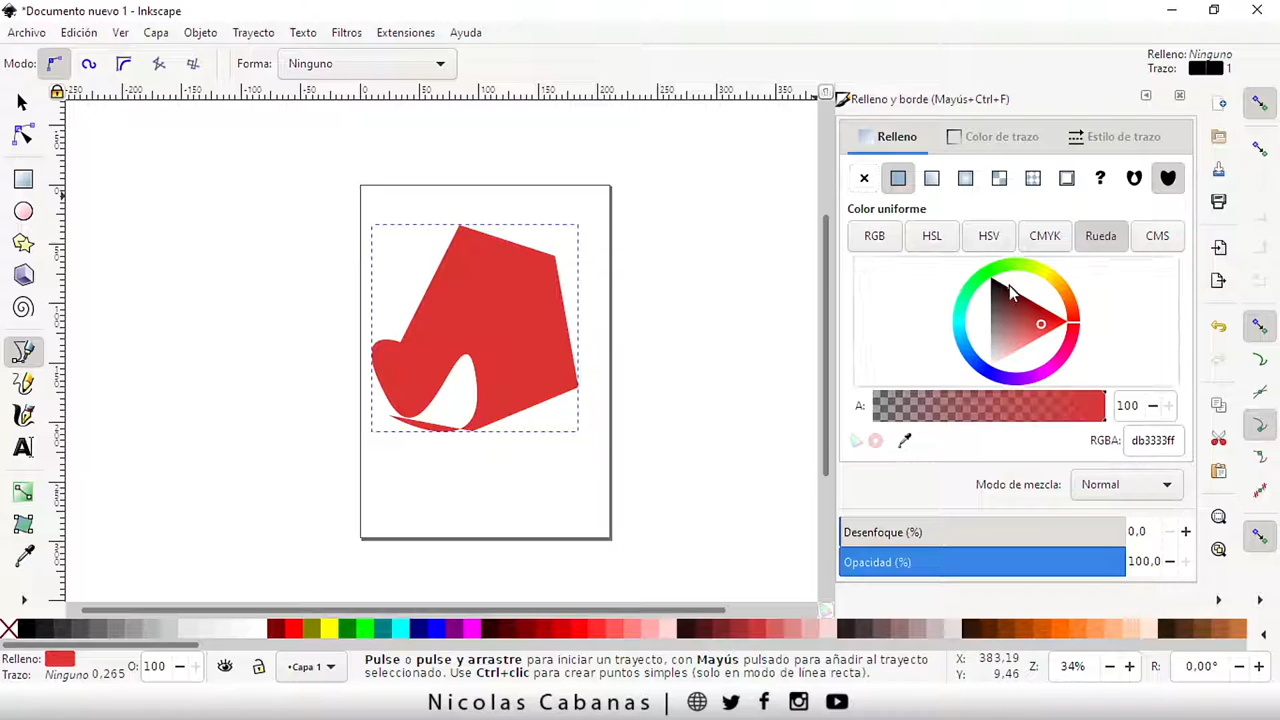 *Documento nuevo 1 - Inkscape
Archivo Edición Ver Capa Objeto Trayecto Filtros Texto Extensiones Ayuda
Modo: Forma: Ninguno
Relleno: Ninguno
Trazo: 1
Relleno y borde (Mayús+Ctrl+F)
Relleno Color de trazo Estilo de trazo
Color uniforme
RGB HSL HSV CMYK Rueda CMS
A: 100
RGBA: db3333ff
Modo de mezcla: Normal
Desenfoque (%) 0,0
Opacidad (%) 100,0
Relleno:
Trazo: Ninguno 0,265
O: 100
•Capa 1
Pulse o pulse y arrastre para iniciar un trayecto, con Mayús pulsado para añadir al trayecto
seleccionado. Use Ctrl+clic para crear puntos simples (solo en modo de línea recta).
X: 383,19
Y: 9,46
Z: 34%
R: 0,00°
Nicolas Cabanas |